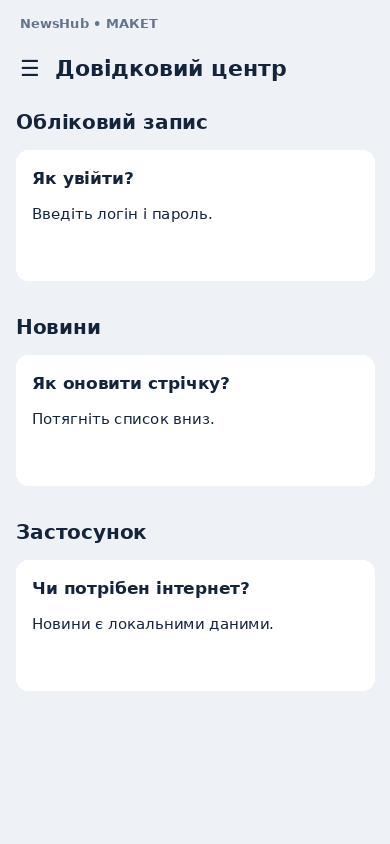 NewsHub • МАКЕТ
☰ Довідковий центр
Обліковий запис
Як увійти?
Введіть логін і пароль.
Новини
Як оновити стрічку?
Потягніть список вниз.
Застосунок
Чи потрібен інтернет?
Новини є локальними даними.